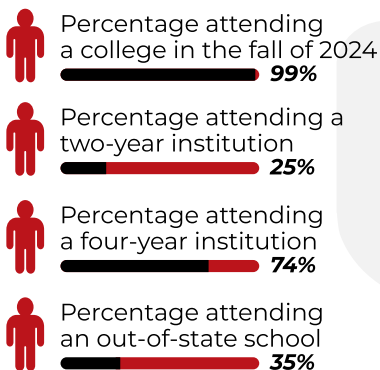 Percentage attending
a college in the fall of 2024
99%
Percentage attending a
two-year institution
25%
Percentage attending
a four-year institution
74%
Percentage attending
an out-of-state school
35%